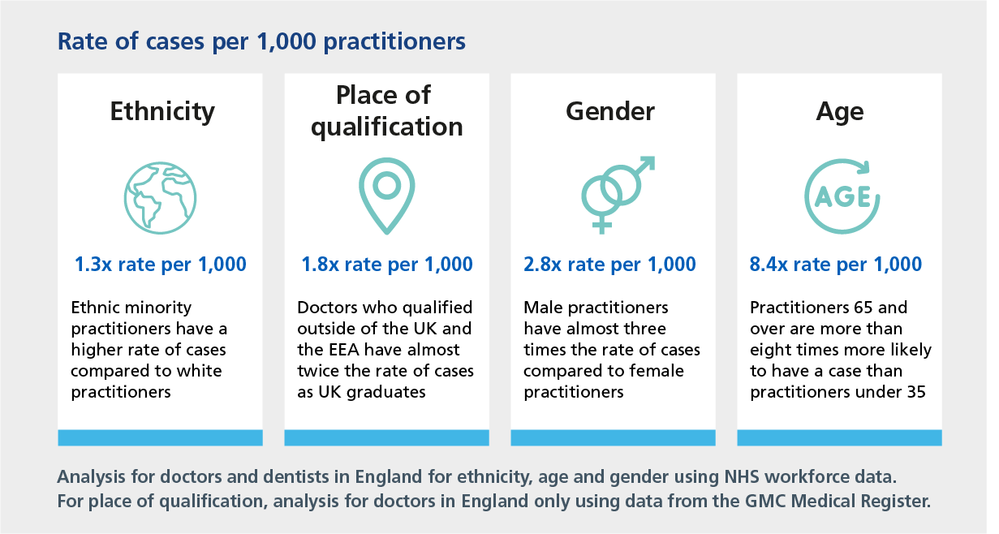 Rate of cases per 1,000 practitioners
Ethnicity
1.3x rate per 1,000
Ethnic minority
practitioners have a
higher rate of cases
compared to white
practitioners
Place of
qualification
1.8x rate per 1,000
Doctors who qualified
outside of the UK and
the EEA have almost
twice the rate of cases
as UK graduates
Gender
2.8x rate per 1,000
Male practitioners
have almost three
times the rate of cases
compared to female
practitioners
Age
AGE
8.4x rate per 1,000
Practitioners 65 and
over are more than
eight times more likely
to have a case than
practitioners under 35
Analysis for doctors and dentists in England for ethnicity, age and gender using NHS workforce data.
For place of qualification, analysis for doctors in England only using data from the GMC Medical Register.